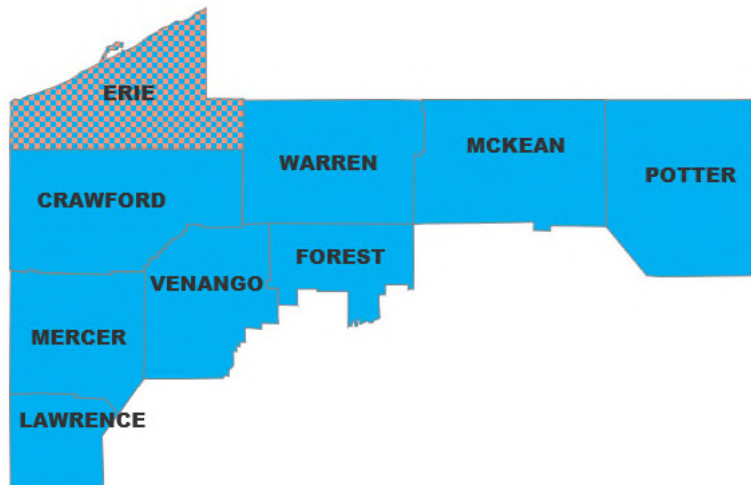 ERIE
WARREN
MCKEAN
POTTER
CRAWFORD
FOREST
VENANGO
MERCER
LAWRENCE